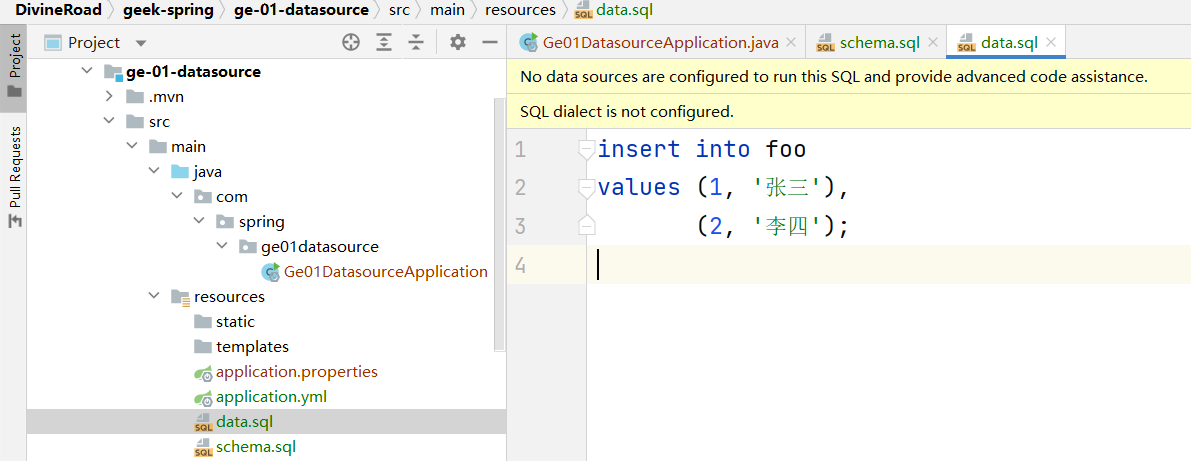 DivineRoad geek-spring ge-01-datasource src main resources data.sql
Project
Pull Requests
Project
ge-01-datasource
.mvn
src
main
java
com
spring
ge01datasource
Ge01DatasourceApplication
resources
static
templates
application.properties
application.yml
data.sql
schema.sql
Ge01DatasourceApplication.java schema.sql data.sql
No data sources are configured to run this SQL and provide advanced code assistance.
SQL dialect is not configured.
1 insert into foo
2 values (1, '张三'),
3 (2, '李四');
4